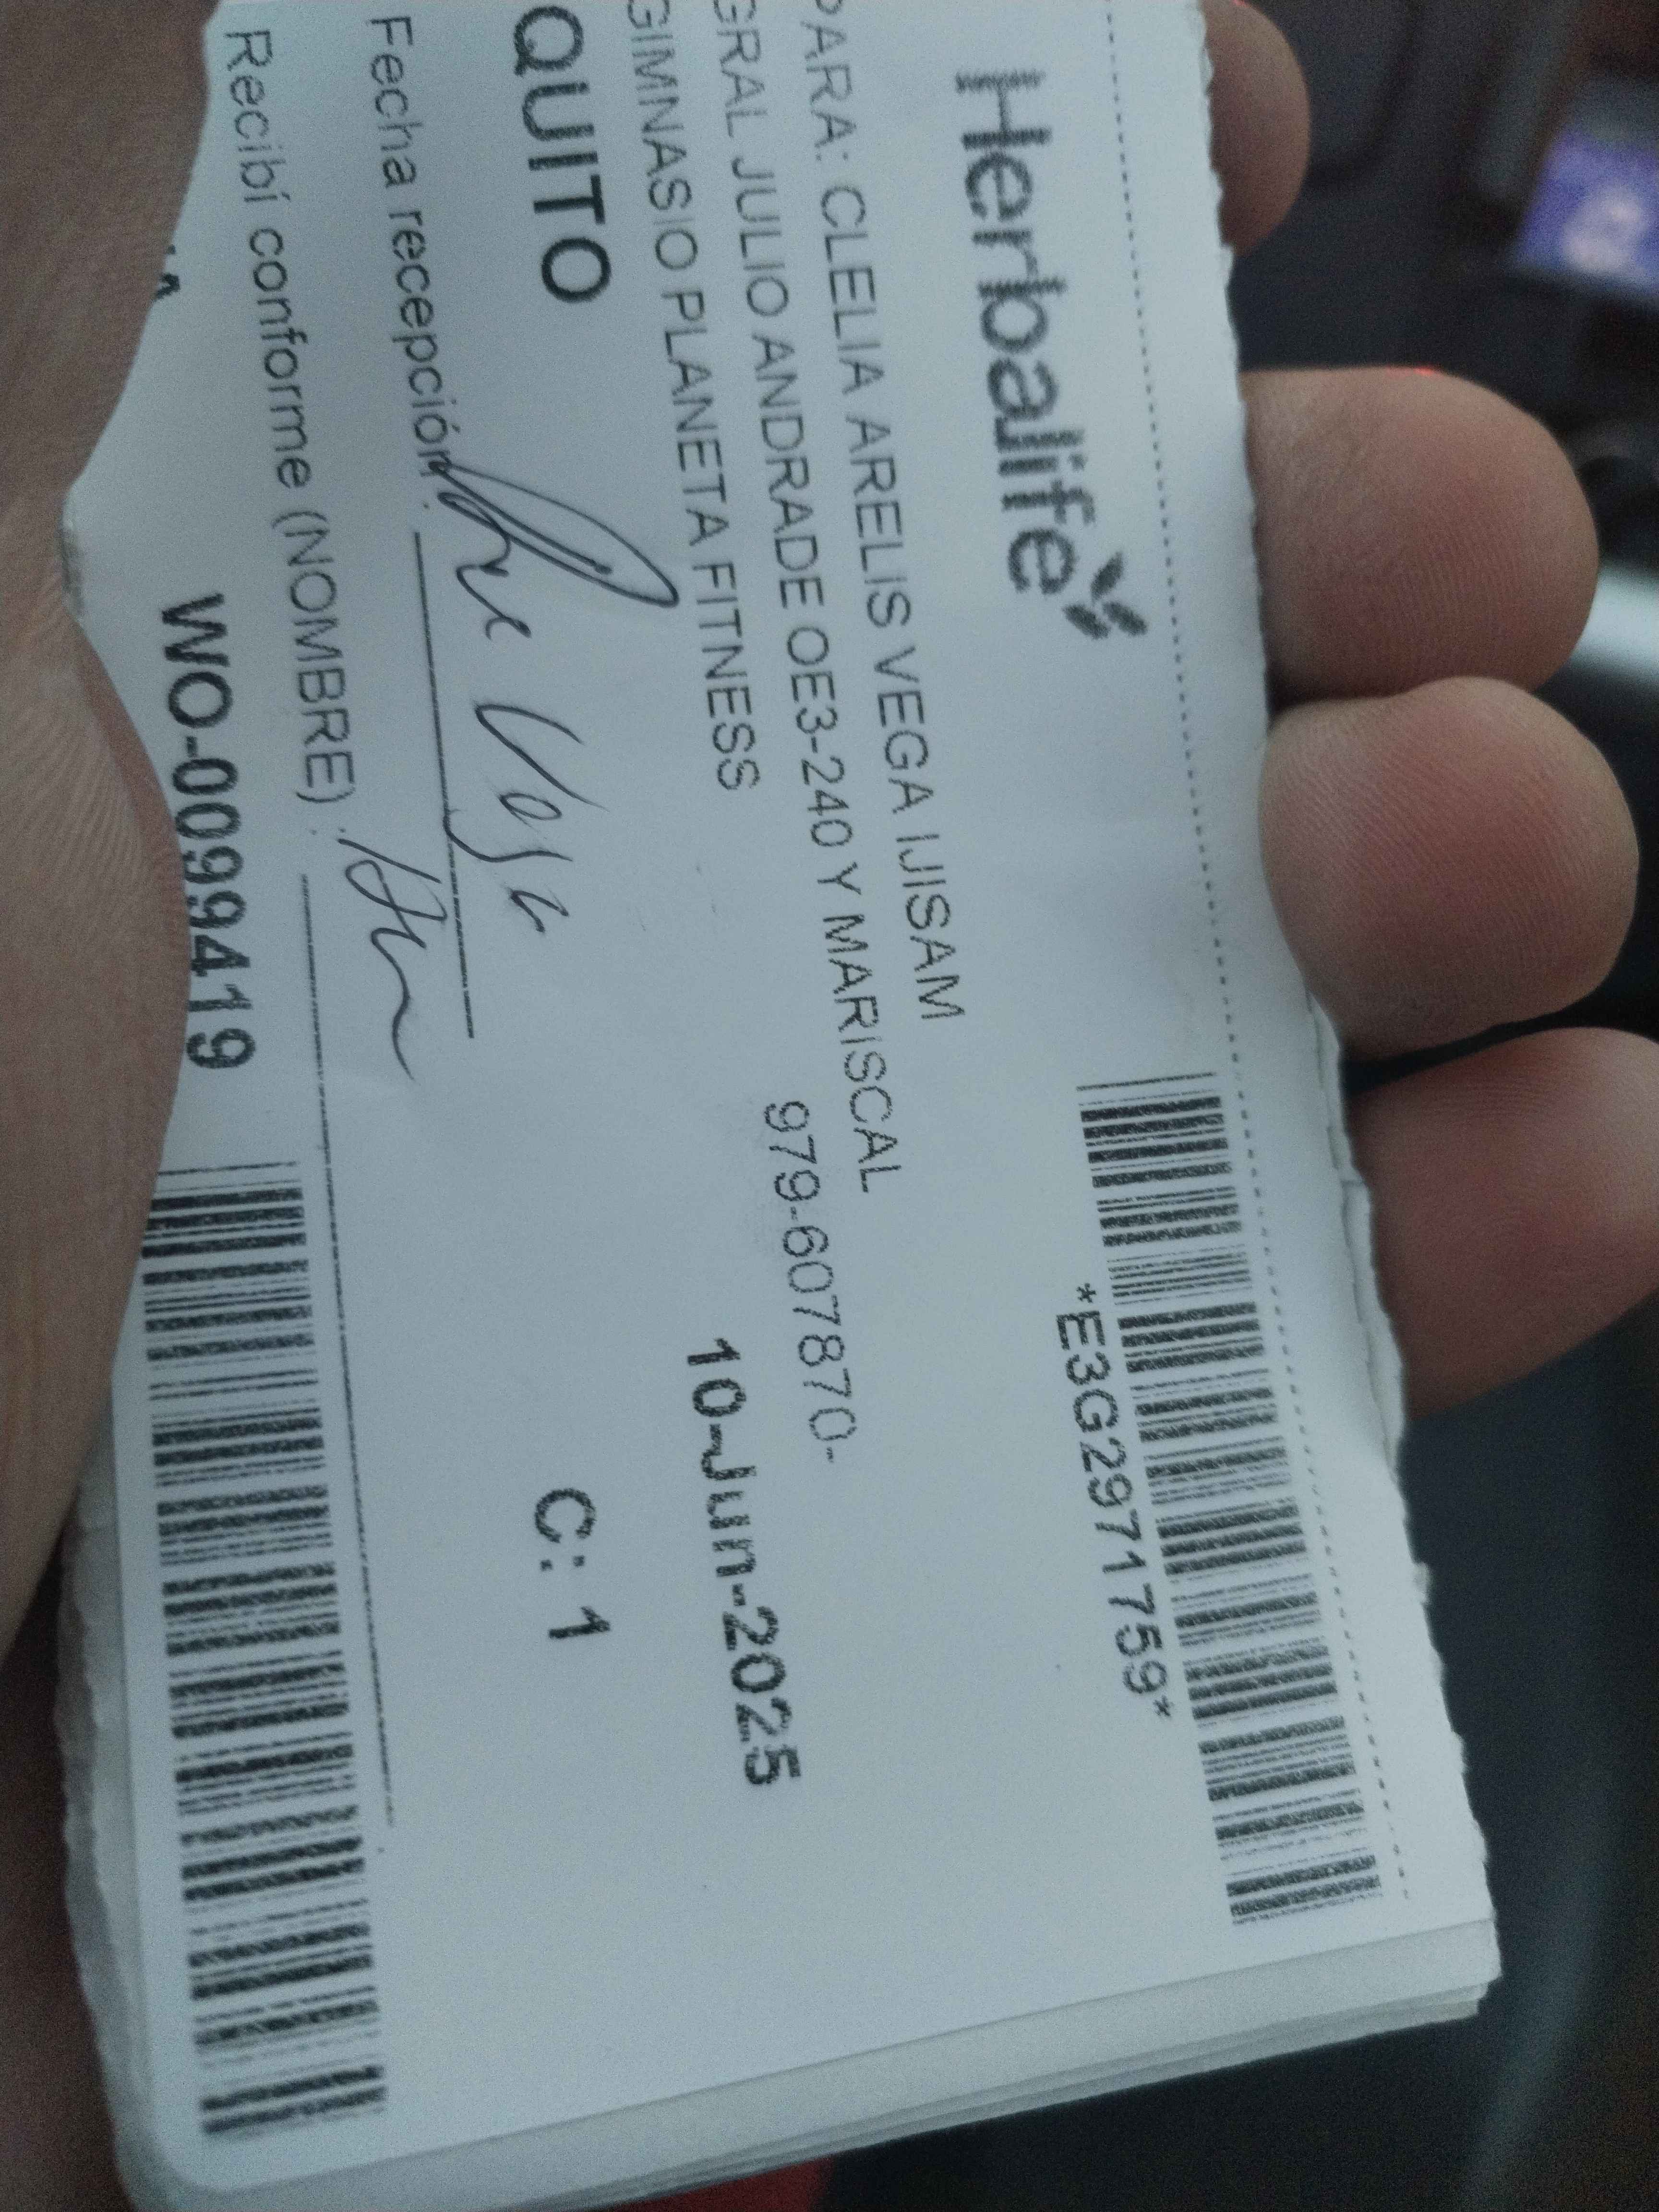 Herbalife
*E3G2971759*
PARA: CLELIA ARELIS VEGA IJISAM
GRAL JULIO ANDRADE OE3-240 Y MARISCAL
979-607870-
GIMNASIO PLANETA FITNESS
10-Jun-2025
QUITO
C: 1
Fecha recepción:
Recibí conforme (NOMBRE) :
WO-0099419